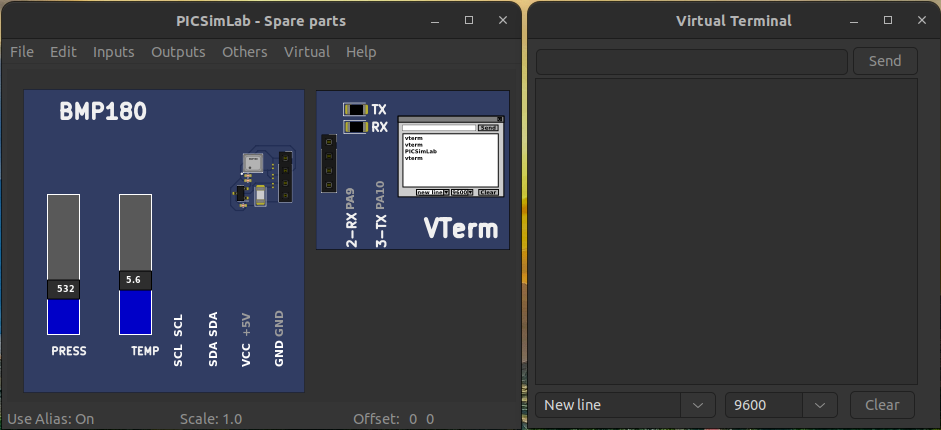 PICSimLab - Spare parts
File Edit Inputs Outputs Others Virtual Help
BMP180
532
5.6
PRESS
TEMP
SCL SCL
SDA SDA
VCC +5V
GND GND
TX
RX
Send
vterm
vterm
PICSimLab
vterm
new_line 9600 Clear
2-RX PA9
3-TX PA10
VTerm
Use Alias: On Scale: 1.0 Offset: 0 0
Virtual Terminal
Send
New line 9600 Clear